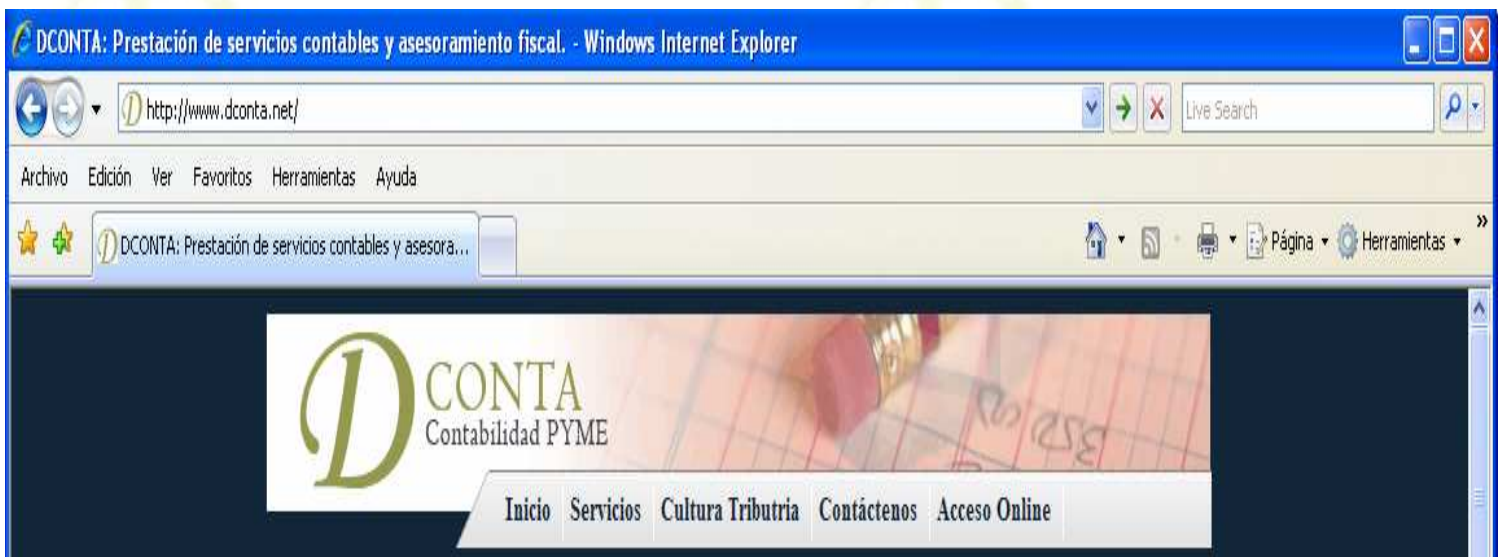 DCONTA: Prestación de servicios contables y asesoramiento fiscal. - Windows Internet Explorer
http://www.dconta.net/
Live Search
Archivo Edición Ver Favoritos Herramientas Ayuda
DCONTA: Prestación de servicios contables y asesora...
Página Herramientas »
DCONTA
Contabilidad PYME
Inicio Servicios Cultura Tributria Contáctenos Acceso Online